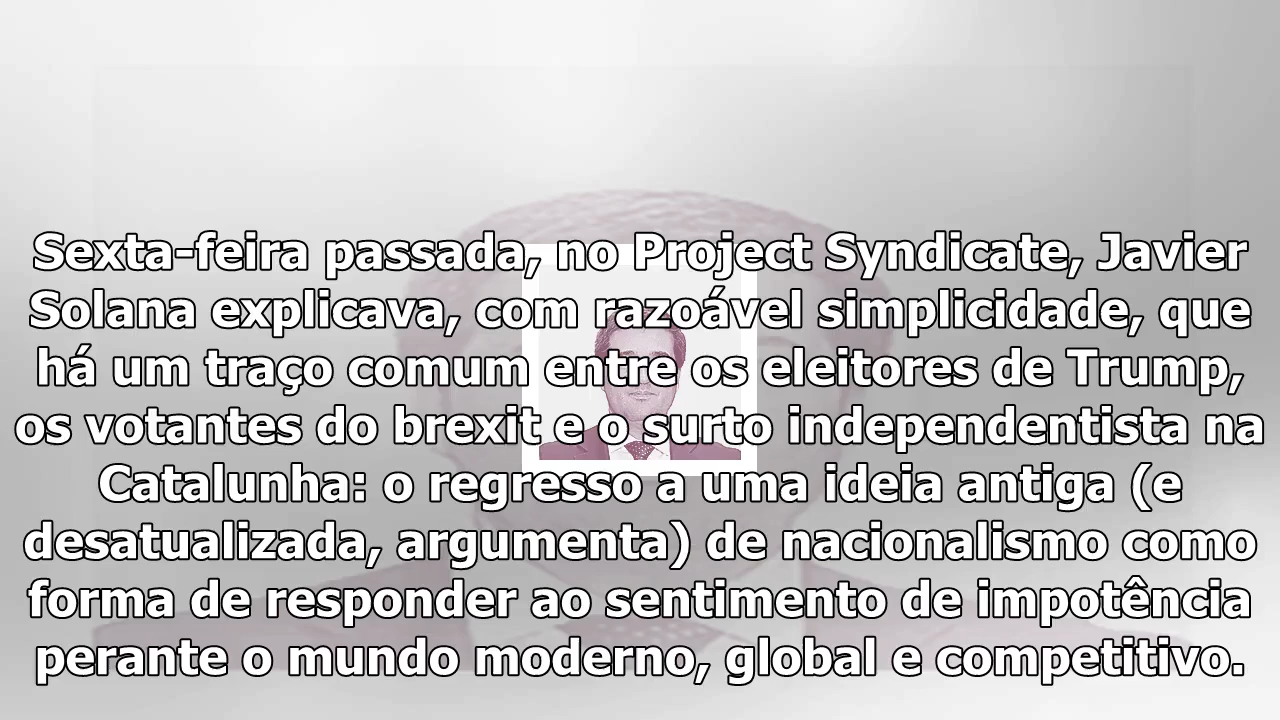 Sexta-feira passada, no Project Syndicate, Javier
Solana explicava, com razoável simplicidade, que
há um traço comum entre os eleitores de Trump,
os votantes do brexit e o surto independentista na
Catalunha: o regresso a uma ideia antiga (e
desatualizada, argumenta) de nacionalismo como
forma de responder ao sentimento de impotência
perante o mundo moderno, global e competitivo.